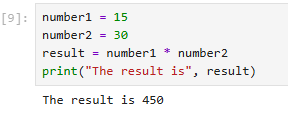 [9]:
number1 = 15
number2 = 30
result = number1 * number2
print("The result is", result)
The result is 450